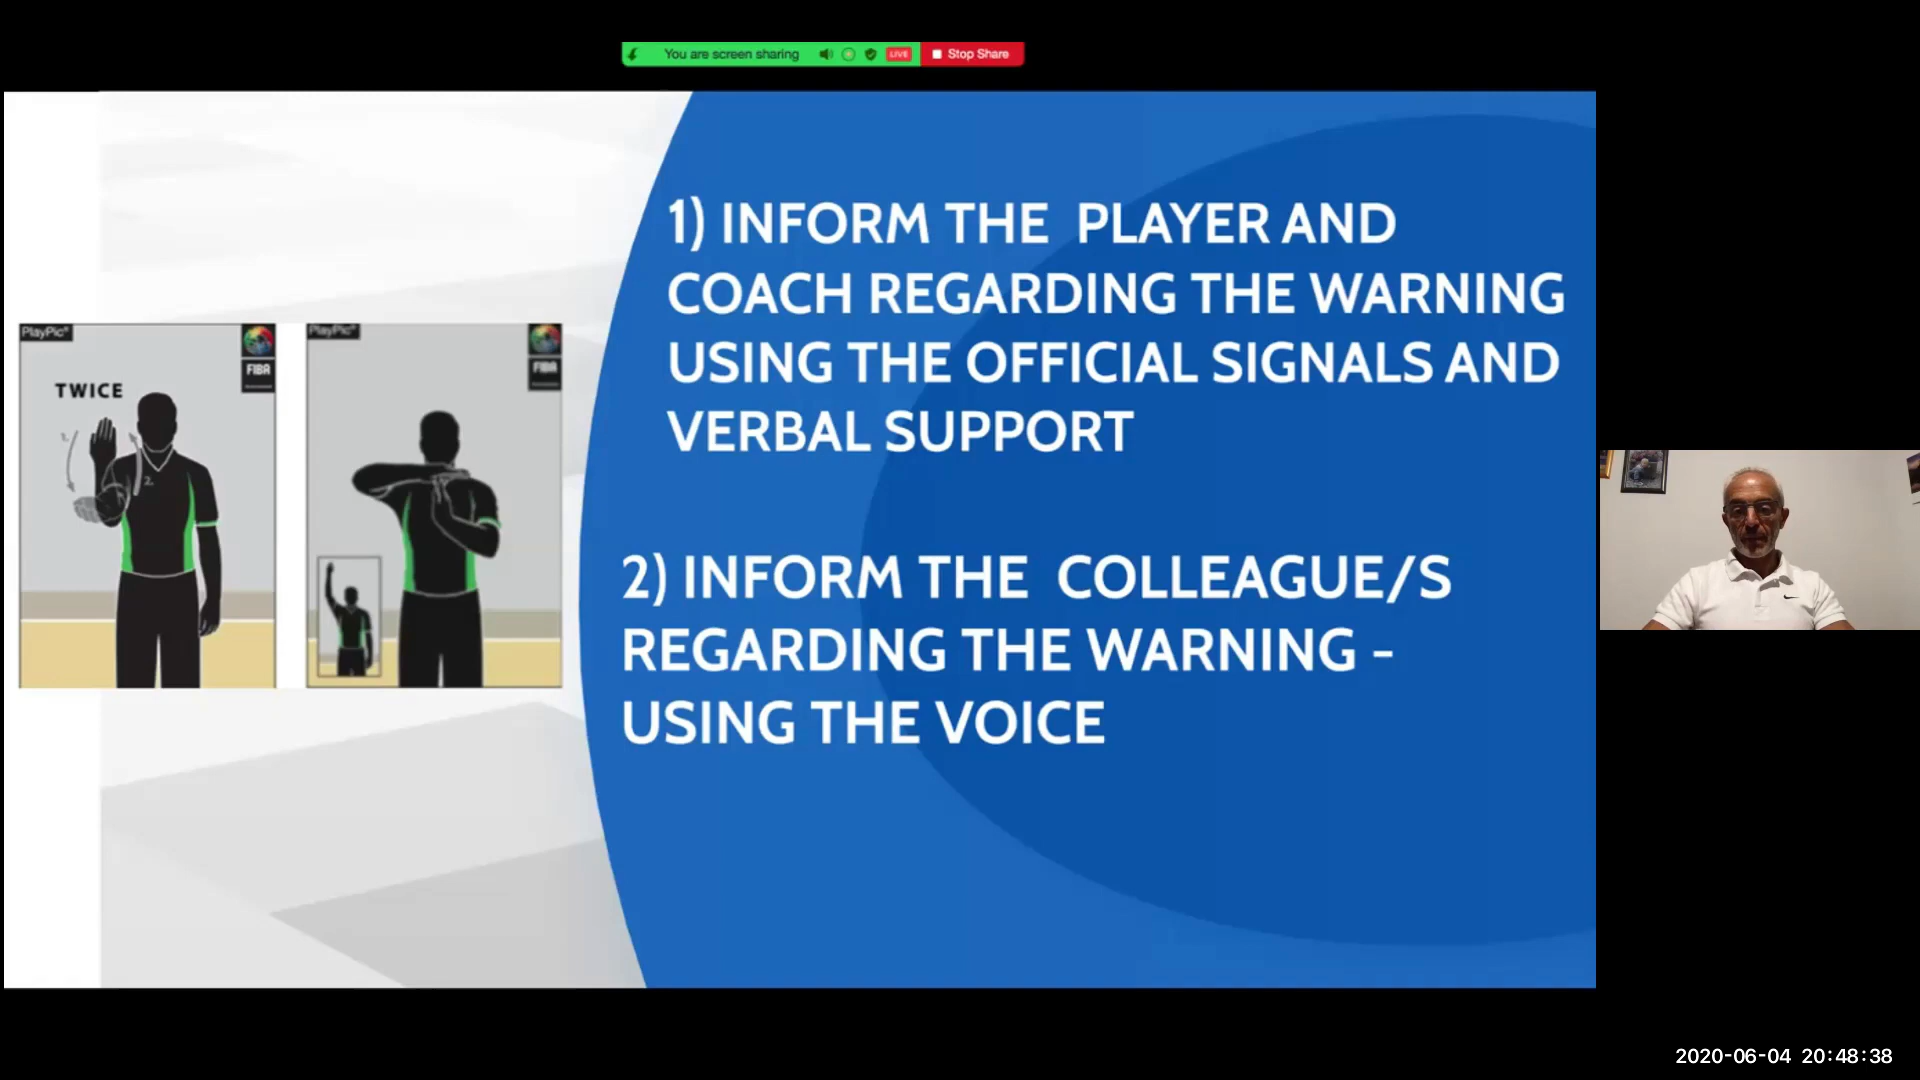 You are screen sharing LIVE Stop Share
1) INFORM THE PLAYER AND
COACH REGARDING THE WARNING
USING THE OFFICIAL SIGNALS AND
VERBAL SUPPORT
PlayPic®
FIBA
TWICE
1.
2.
PlayPic®
FIBA
2) INFORM THE COLLEAGUE/S
REGARDING THE WARNING -
USING THE VOICE
2020-06-04 20:48:38